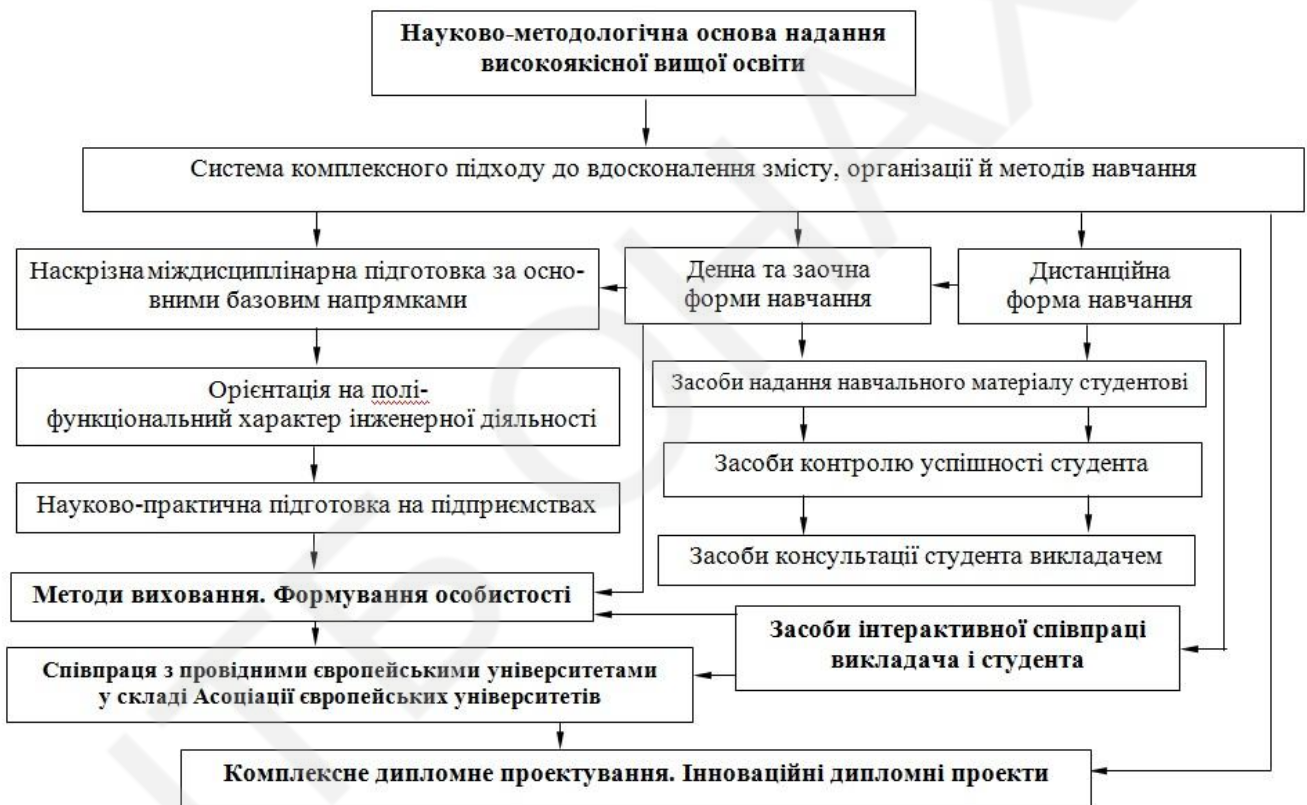 Науково-методологічна основа надання
високоякісної вищої освіти
Система комплексного підходу до вдосконалення змісту, організації й методів навчання
Наскрізна міждисциплінарна підготовка за осно-
вними базовим напрямками
Денна та заочна
форми навчання
Дистанційна
форма навчання
Орієнтація на полі-
функціональний характер інженерної діяльності
Засоби надання навчального матеріалу студентові
Засоби контролю успішності студента
Науково-практична підготовка на підприємствах
Засоби консультації студента викладачем
Методи виховання. Формування особистості
Засоби інтерактивної співпраці
викладача і студента
Співпраця з провідними європейськими університетами
у складі Асоціації європейських університетів
Комплексне дипломне проектування. Інноваційні дипломні проекти